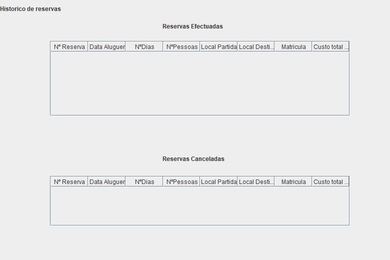 Historico de reservas
Reservas Efectuadas
Nº Reserva Data Aluguer NºDias NºPessoas Local Partida Local Desti... Matricula Custo total ...
Reservas Canceladas
Nº Reserva Data Aluguer NºDias NºPessoas Local Partida Local Desti... Matricula Custo total ...